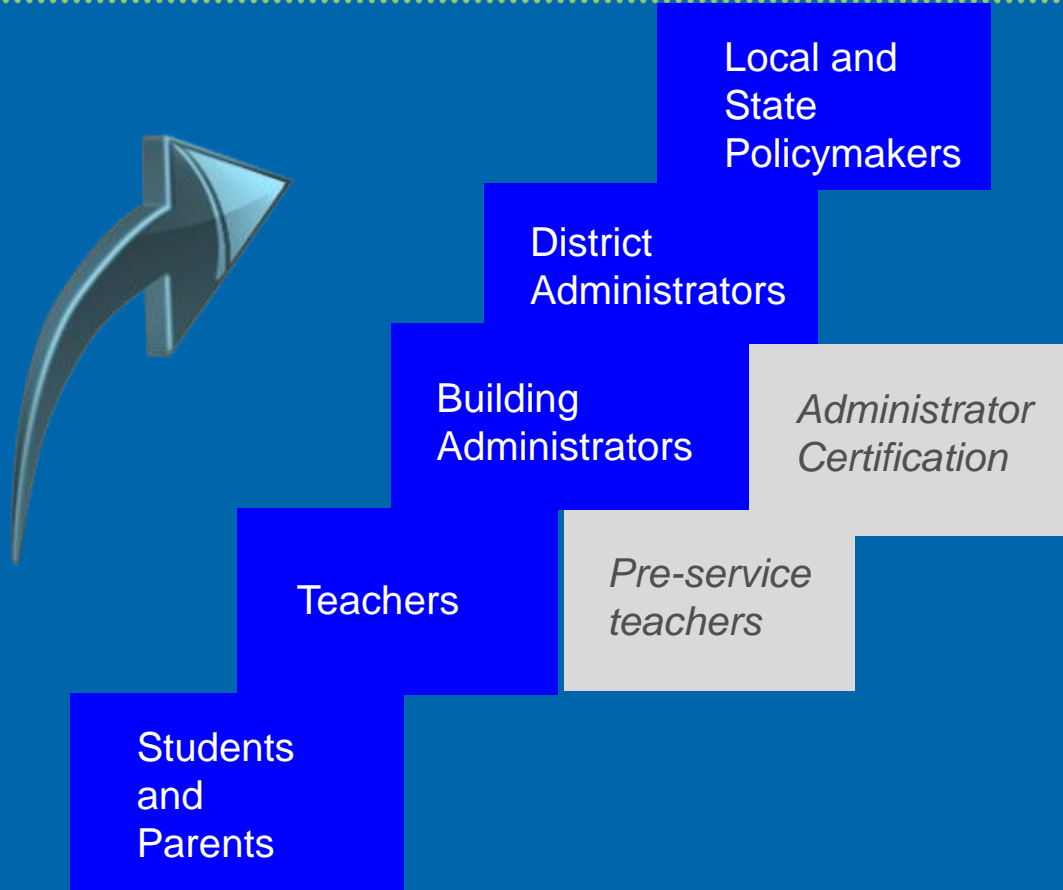 Local and
State
Policymakers
District
Administrators
Building
Administrators
Administrator
Certification
Teachers
Pre-service
teachers
Students
and
Parents